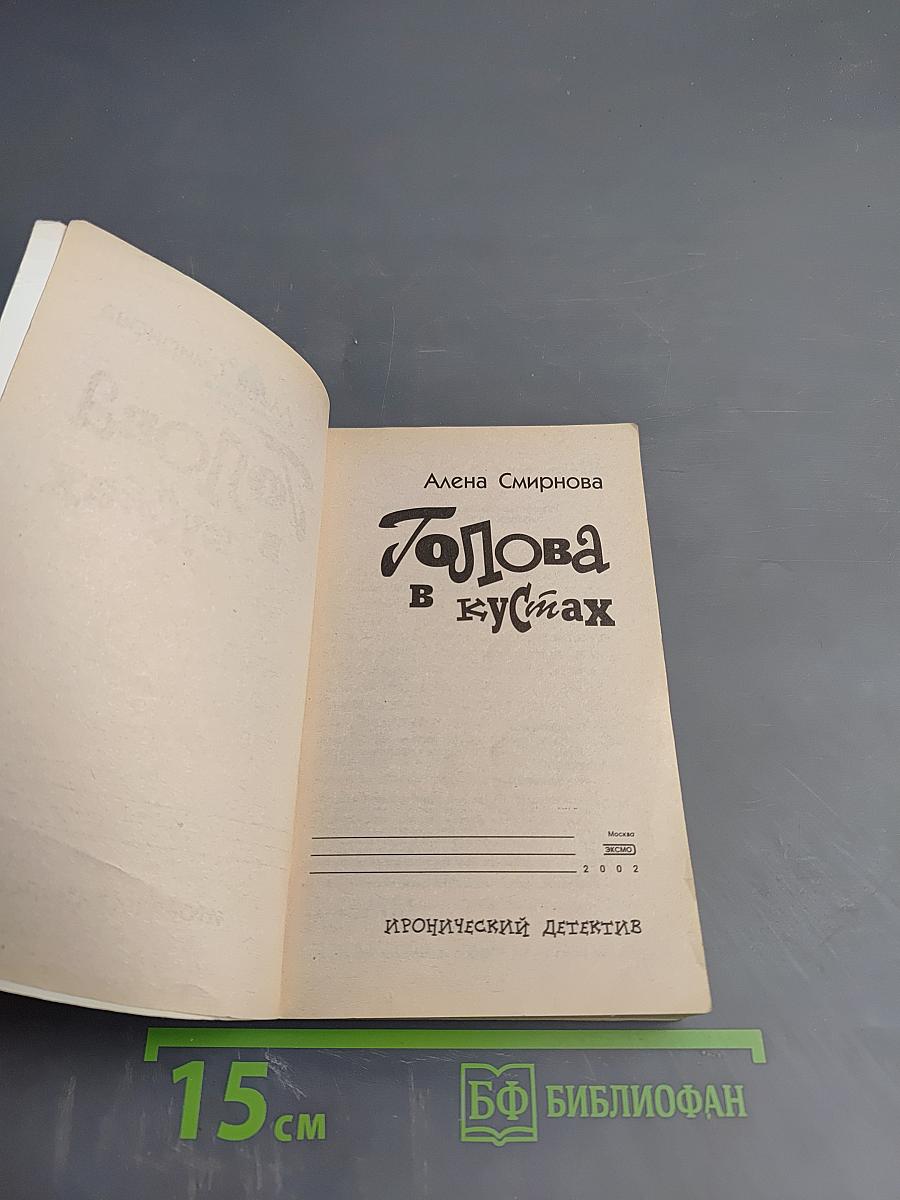 Алена Смирнова
Голова
в кустах
Москва
ЭКСМО
2002
ИРОНИЧЕСКИЙ ДЕТЕКТИВ
15 см
БФ БИБЛИОФАН